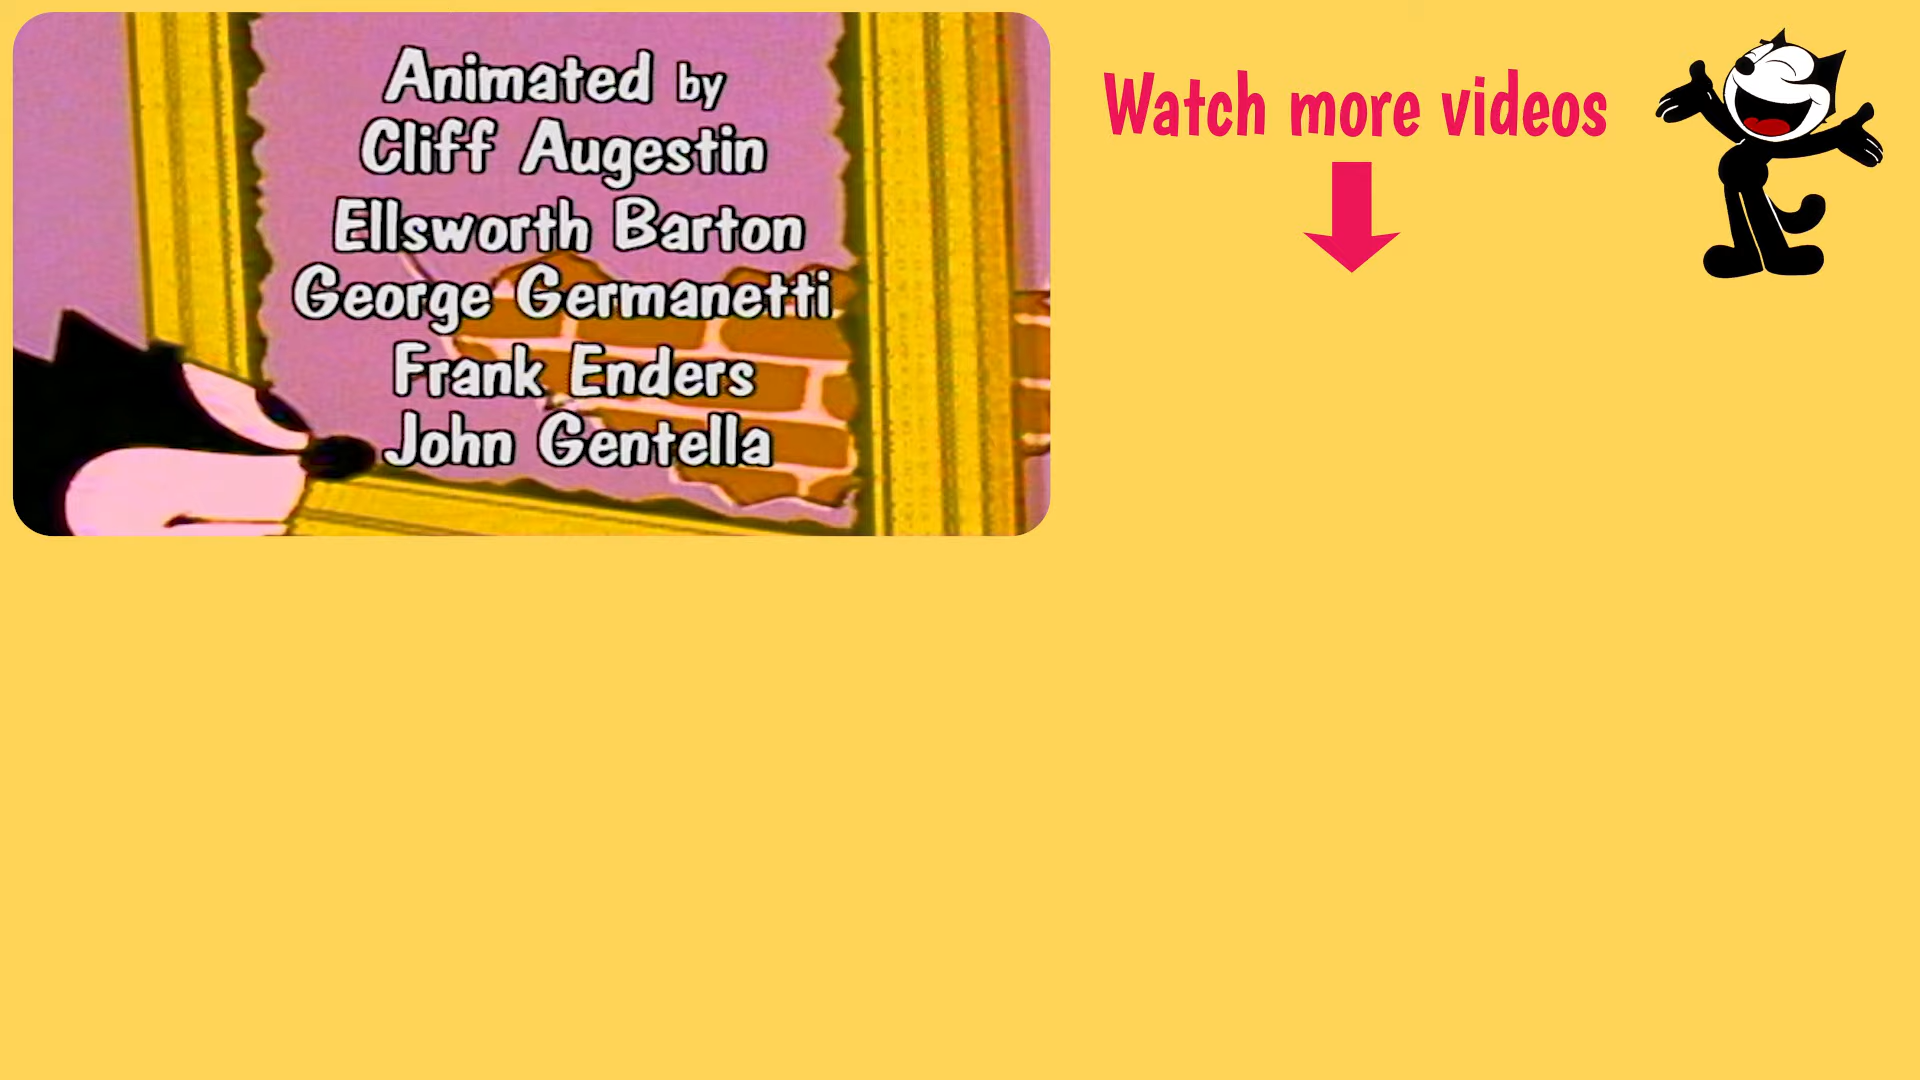 Animated by
Cliff Augestin
Ellsworth Barton
George Germanetti
Frank Enders
John Gentella
Watch more videos